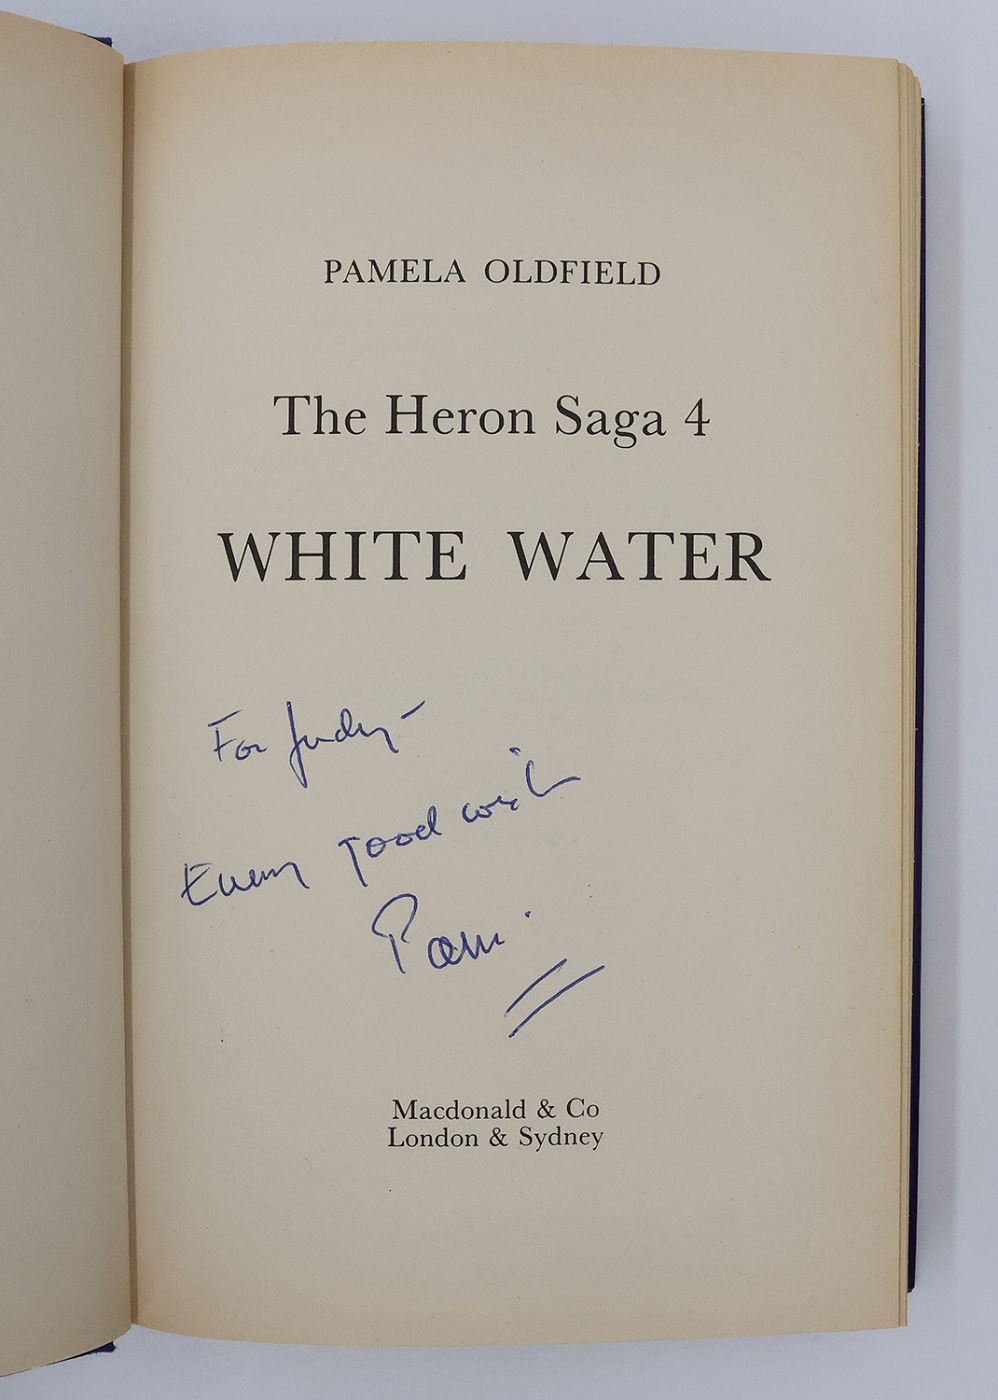 PAMELA OLDFIELD
The Heron Saga 4
WHITE WATER
For Judy -
Every good wish
Pam.
Macdonald & Co
London & Sydney